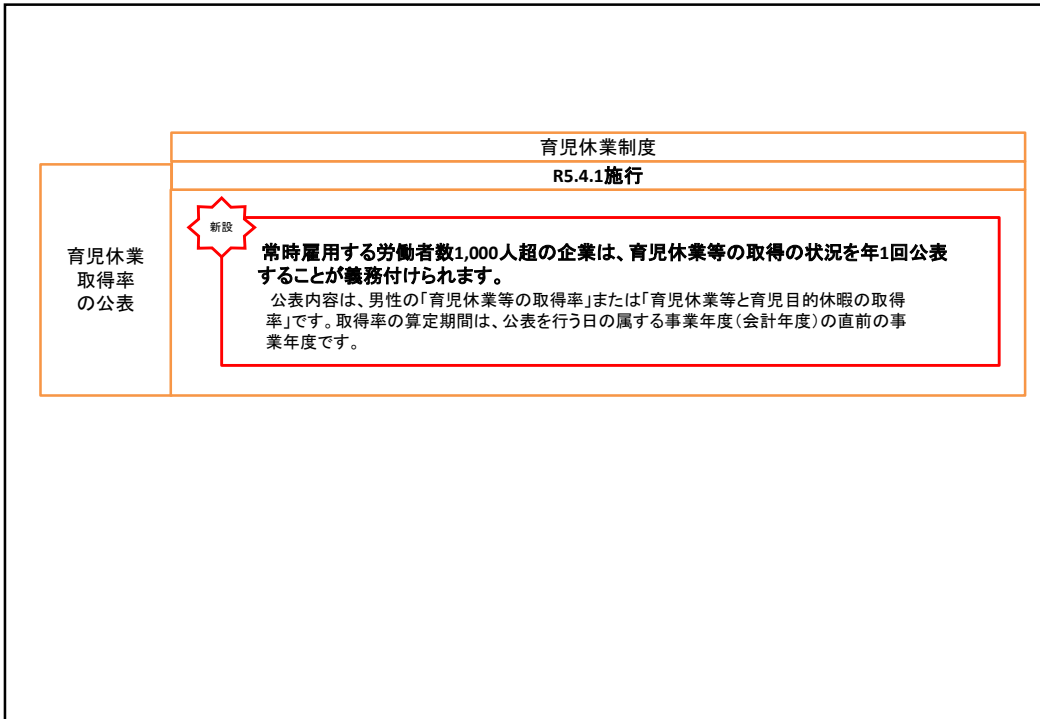 育児休業制度
R5.4.1施行
育児休業
取得率
の公表
新設
常時雇用する労働者数1,000人超の企業は、育児休業等の取得の状況を年1回公表
することが義務付けられます。
公表内容は、男性の「育児休業等の取得率」または「育児休業等と育児目的休暇の取得
率」です。取得率の算定期間は、公表を行う日の属する事業年度(会計年度)の直前の事
業年度です。